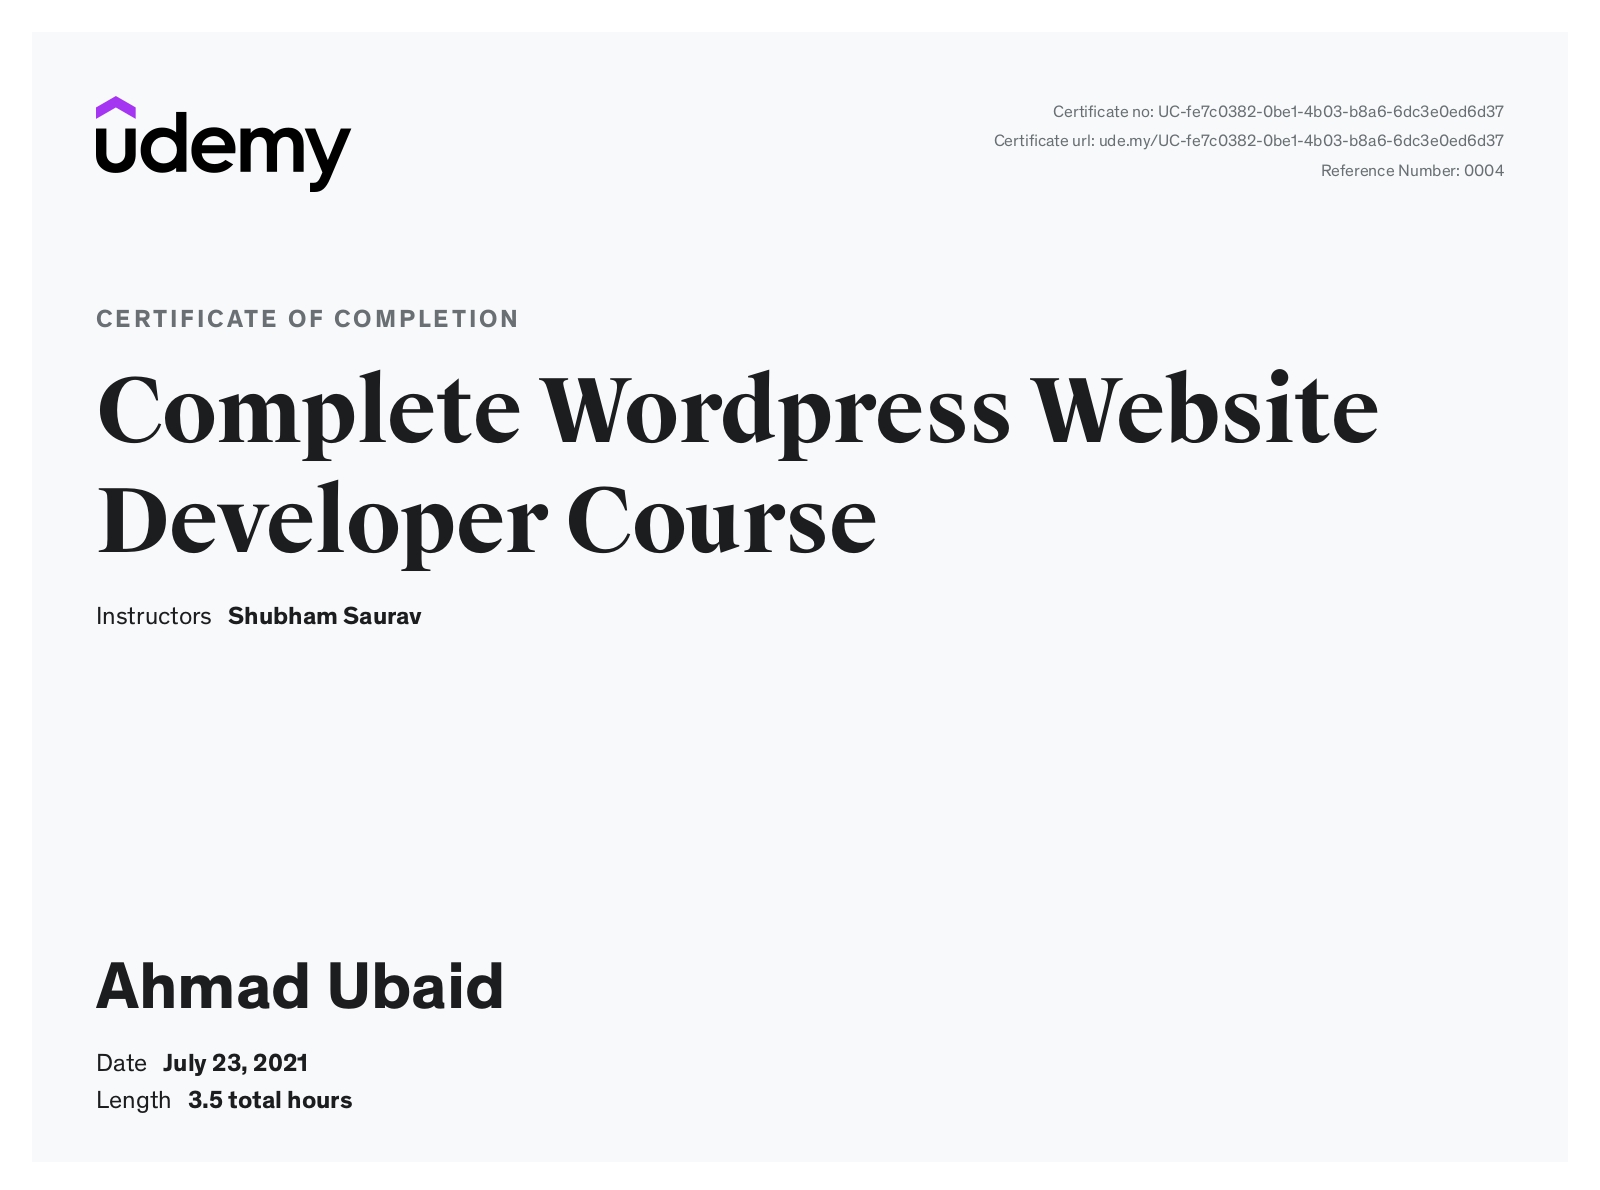 udemy
Certificate no: UC-fe7c0382-0be1-4b03-b8a6-6dc3e0ed6d37
Certificate url: ude.my/UC-fe7c0382-0be1-4b03-b8a6-6dc3e0ed6d37
Reference Number: 0004
CERTIFICATE OF COMPLETION
Complete Wordpress Website
Developer Course
Instructors Shubham Saurav
Ahmad Ubaid
Date July 23, 2021
Length 3.5 total hours